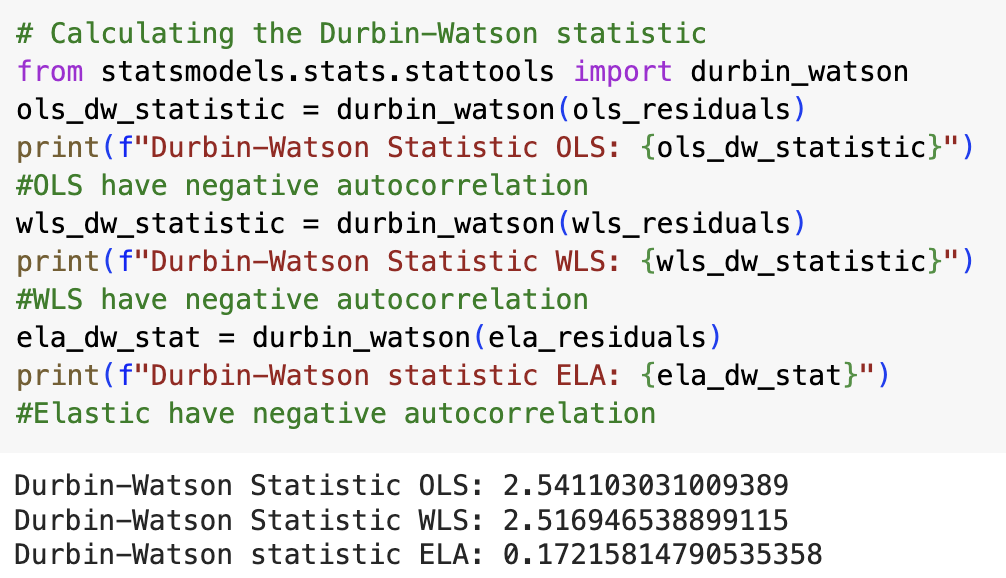 # Calculating the Durbin-Watson statistic
from statsmodels.stats.stattools import durbin_watson
ols_dw_statistic = durbin_watson(ols_residuals)
print(f"Durbin-Watson Statistic OLS: {ols_dw_statistic}")
#OLS have negative autocorrelation
wls_dw_statistic = durbin_watson(wls_residuals)
print(f"Durbin-Watson Statistic WLS: {wls_dw_statistic}")
#WLS have negative autocorrelation
ela_dw_stat = durbin_watson(ela_residuals)
print(f"Durbin-Watson statistic ELA: {ela_dw_stat}")
#Elastic have negative autocorrelation
Durbin-Watson Statistic OLS: 2.541103031009389
Durbin-Watson Statistic WLS: 2.516946538899115
Durbin-Watson statistic ELA: 0.17215814790535358